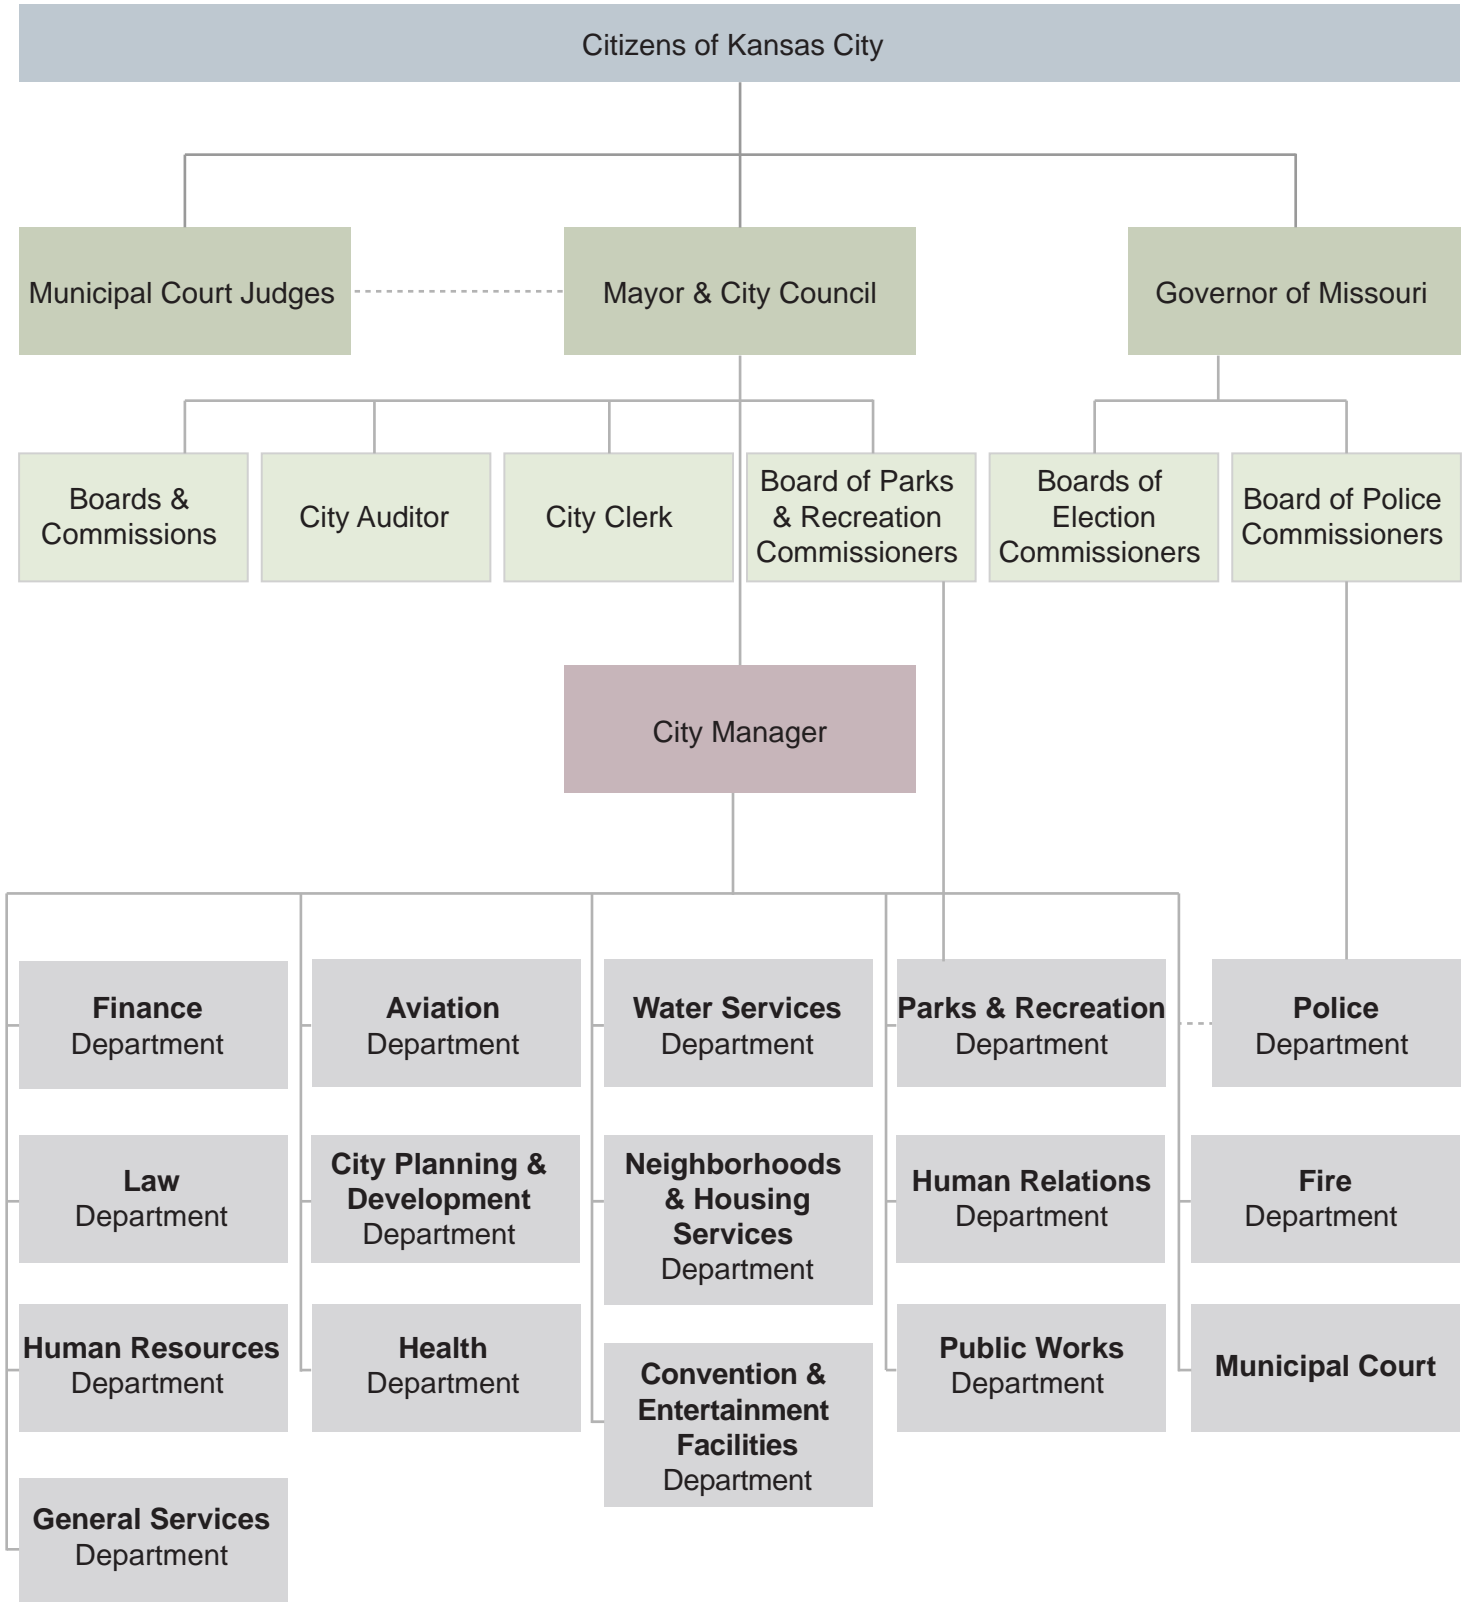 Citizens of Kansas City
Municipal Court Judges
Mayor & City Council
Governor of Missouri
Boards &
Commissions
City Auditor
City Clerk
Board of Parks
& Recreation
Commissioners
Boards of
Election
Commissioners
Board of Police
Commissioners
City Manager
Finance
Department
Aviation
Department
Water Services
Department
Parks & Recreation
Department
Police
Department
Law
Department
City Planning &
Development
Department
Neighborhoods
& Housing
Services
Department
Human Relations
Department
Fire
Department
Human Resources
Department
Health
Department
Convention &
Entertainment
Facilities
Department
Public Works
Department
Municipal Court
General Services
Department